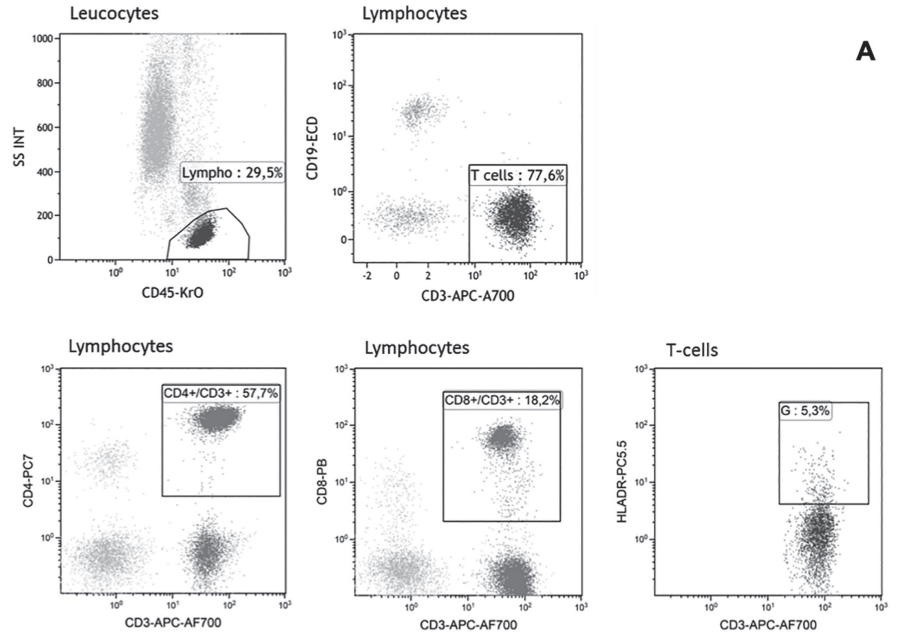 Leucocytes
Lymphocytes
A
1000
800
600
400
200
0
SS INT
Lympho : 29,5%
10⁰
10¹
10²
10³
CD45-KrO
10³
10²
10¹
10⁰
0
CD19-ECD
T cells : 77,6%
-2
0
2
10¹
10²
10³
CD3-APC-A700
Lymphocytes
Lymphocytes
T-cells
10³
10²
10¹
10⁰
CD4-PC7
CD4+/CD3+ : 57,7%
10⁰
10¹
10²
10³
CD3-APC-AF700
10³
10²
10¹
10⁰
CD8-PB
CD8+/CD3+ : 18,2%
10⁰
10¹
10²
10³
CD3-APC-AF700
10³
10²
10¹
10⁰
HLADR-PC5.5
G : 5,3%
10⁰
10¹
10²
10³
CD3-APC-AF700